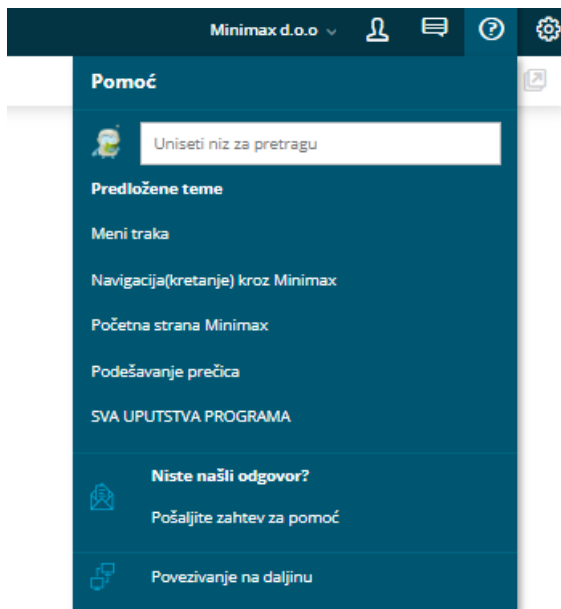 Minimax d.o.o
Pomoć
Uniseti niz za pretragu
Predložene teme
Meni traka
Navigacija(kretanje) kroz Minimax
Početna strana Minimax
Podešavanje prečica
SVA UPUTSTVA PROGRAMA
Niste našli odgovor?
Pošaljite zahtev za pomoć
Povezivanje na daljinu